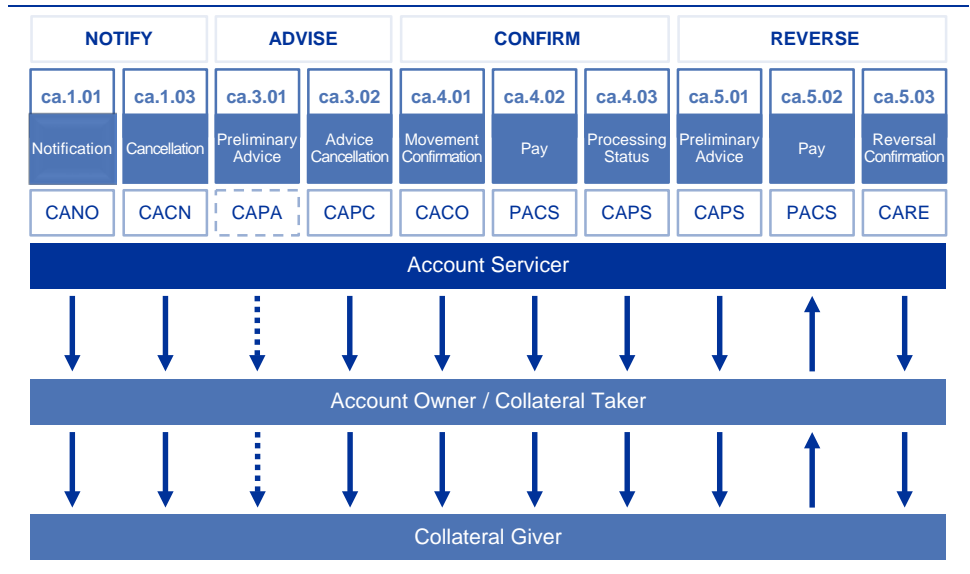 NOTIFY ADVISE CONFIRM REVERSE
ca.1.01 ca.1.03 ca.3.01 ca.3.02 ca.4.01 ca.4.02 ca.4.03 ca.5.01 ca.5.02 ca.5.03
Notification Cancellation Preliminary Advice Advice Cancellation Movement Confirmation Pay Processing Status Preliminary Advice Pay Reversal Confirmation
CANO CACN CAPA CAPC CACO PACS CAPS CAPS PACS CARE
Account Servicer
Account Owner / Collateral Taker
Collateral Giver